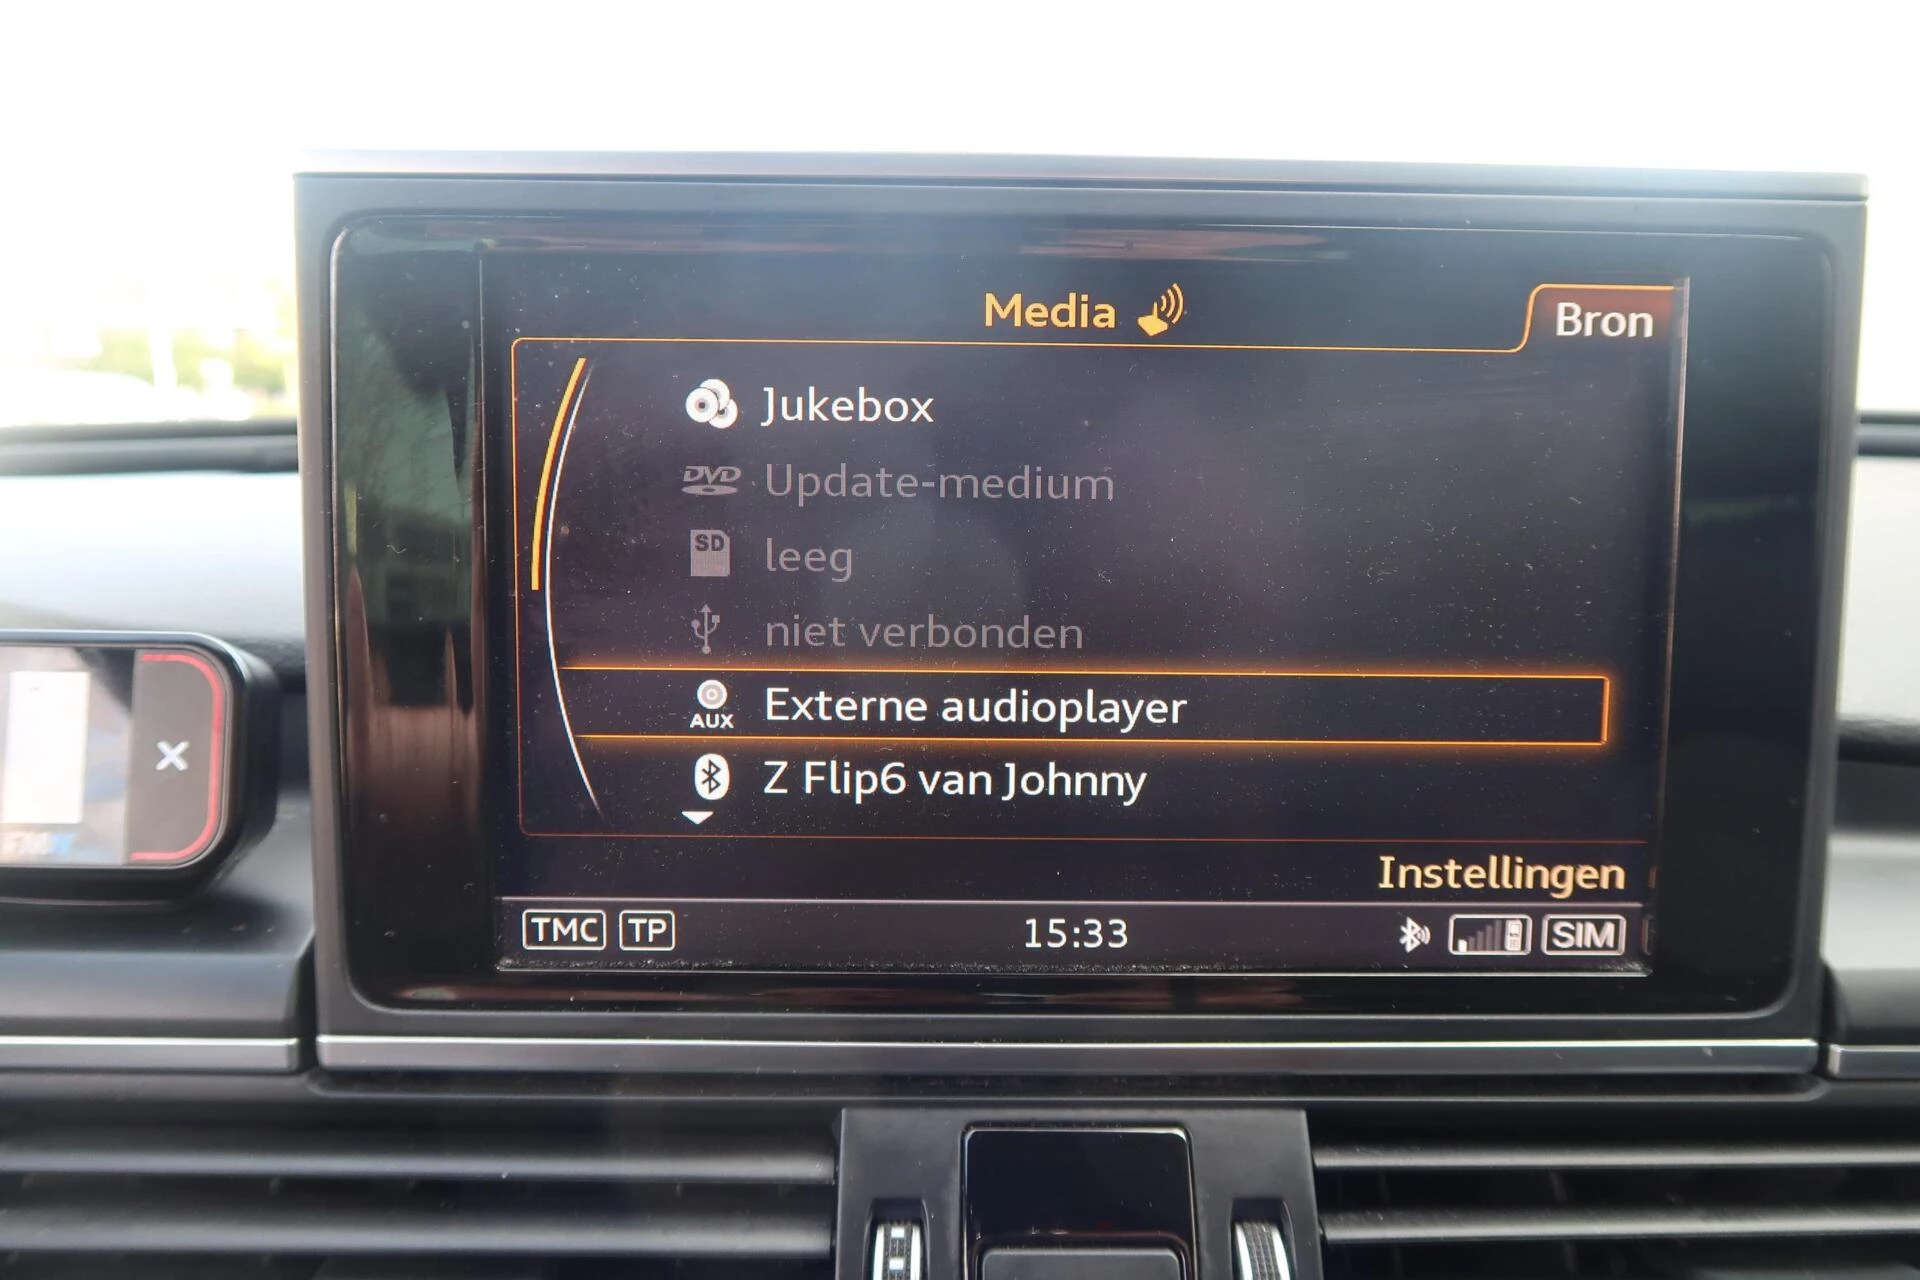 Media
Bron
Jukebox
DVD Update-medium
SD leeg
niet verbonden
AUX Externe audioplayer
Z Flip6 van Johnny
Instellingen
TMC TP 15:33 SIM
X